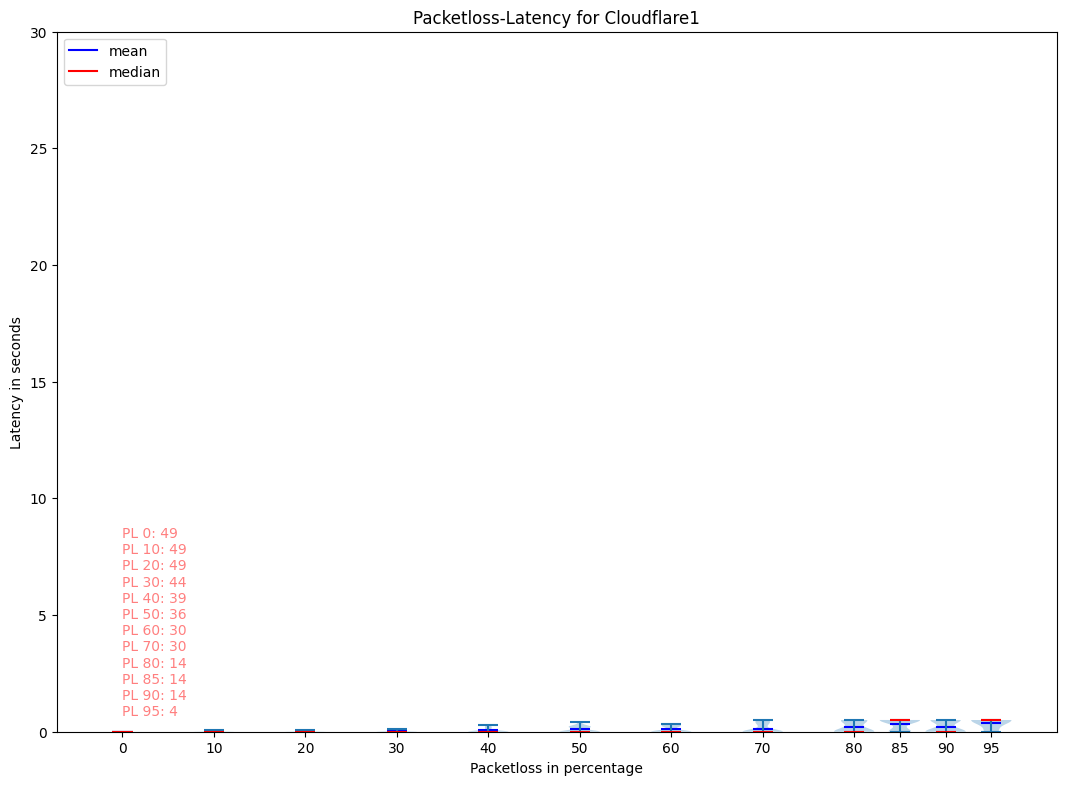 Packetloss-Latency for Cloudflare1
mean
median
30
25
20
15
10
5
0
Latency in seconds
PL 0: 49
PL 10: 49
PL 20: 49
PL 30: 44
PL 40: 39
PL 50: 36
PL 60: 30
PL 70: 30
PL 80: 14
PL 85: 14
PL 90: 14
PL 95: 4
0 10 20 30 40 50 60 70 80 85 90 95
Packetloss in percentage